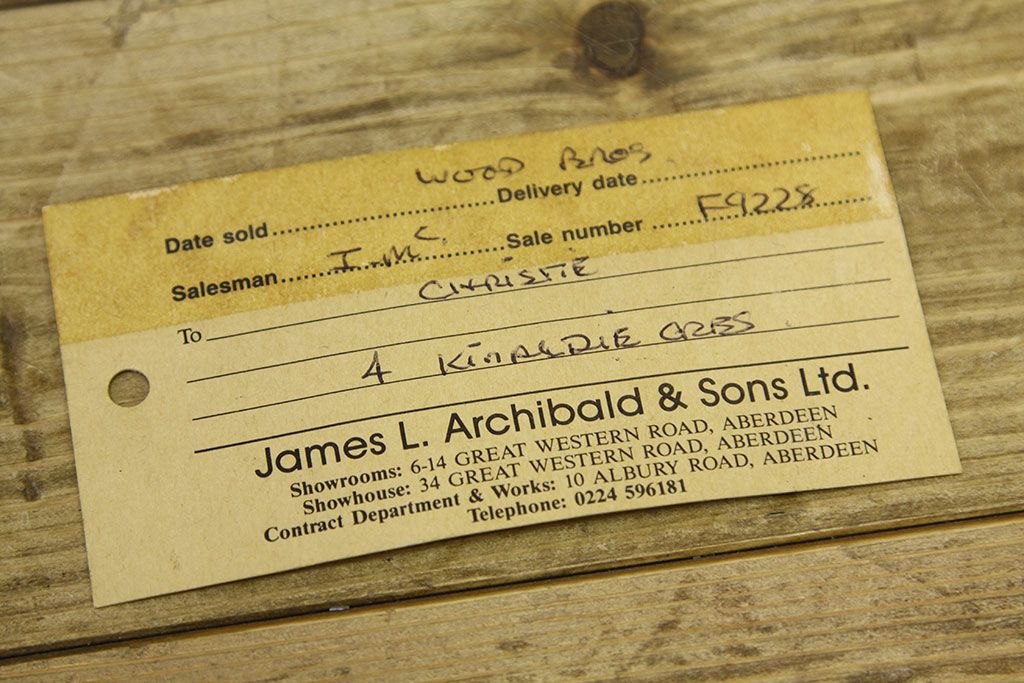 WOOD BROS
Date sold.....................Delivery date.....................
Salesman I. Mc. Sale number F9228
To CHRISTIE
4 CRES
James L. Archibald & Sons Ltd.
Showrooms: 6-14 GREAT WESTERN ROAD, ABERDEEN
Showhouse: 34 GREAT WESTERN ROAD, ABERDEEN
Contract Department & Works: 10 ALBURY ROAD, ABERDEEN
Telephone: 0224 596181